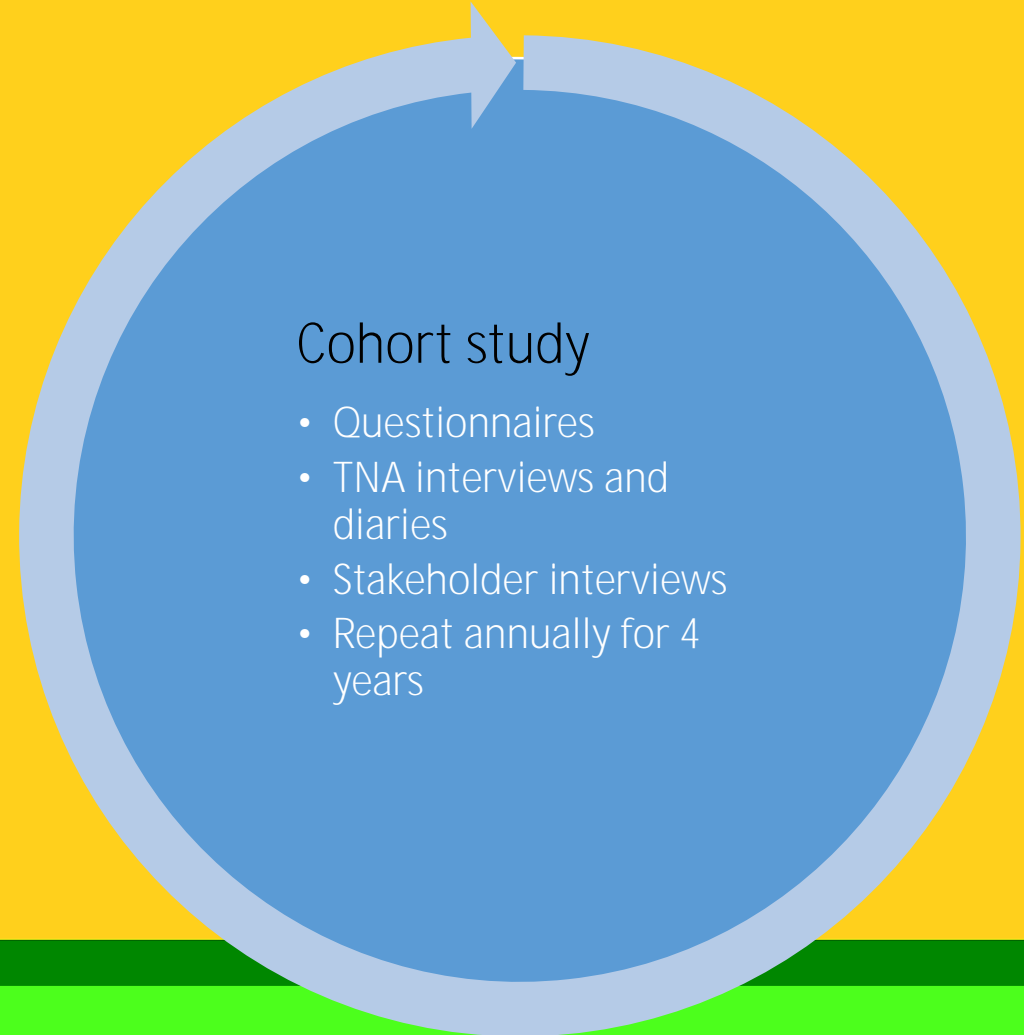 Cohort study
• Questionnaires
• TNA interviews and
diaries
• Stakeholder interviews
• Repeat annually for 4
years